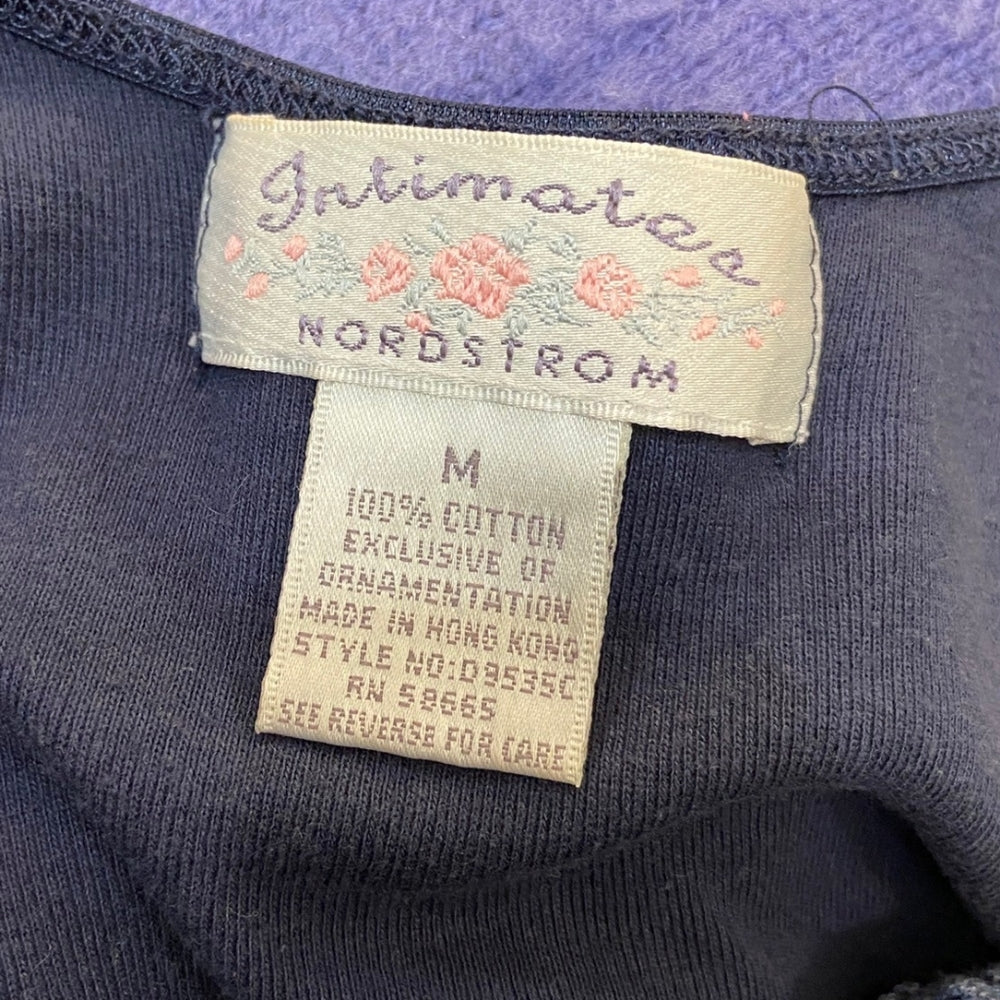 Intimates
NORDSTROM
M
100% COTTON
EXCLUSIVE OF
ORNAMENTATION
MADE IN HONG KONG
STYLE NO:D3535C
RN 58665
SEE REVERSE FOR CARE